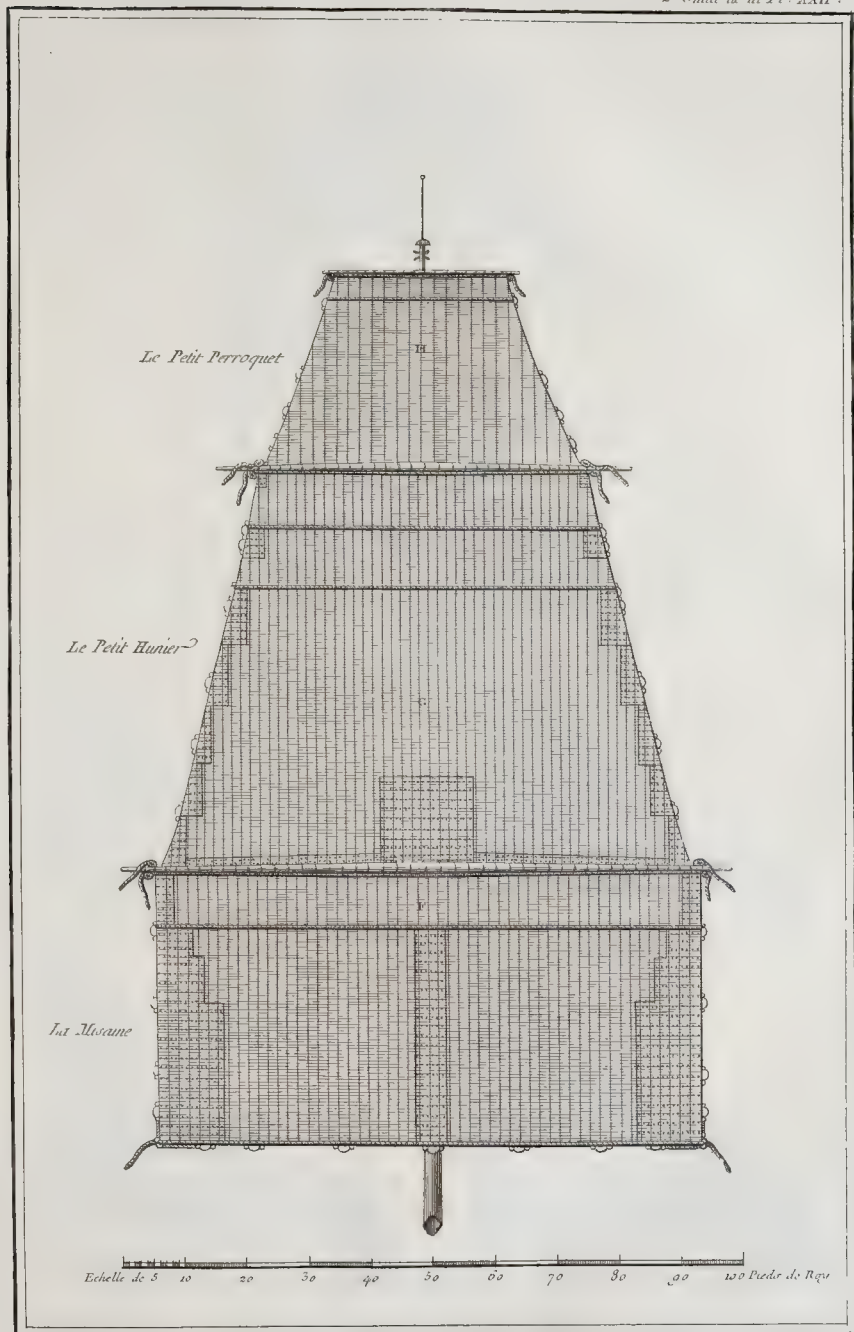 Le Petit Perroquet
H
Le Petit Hunier
G
F
La Misaine
Echelle de 5 10 20 30 40 50 60 70 80 90 100 Pieds de Roy